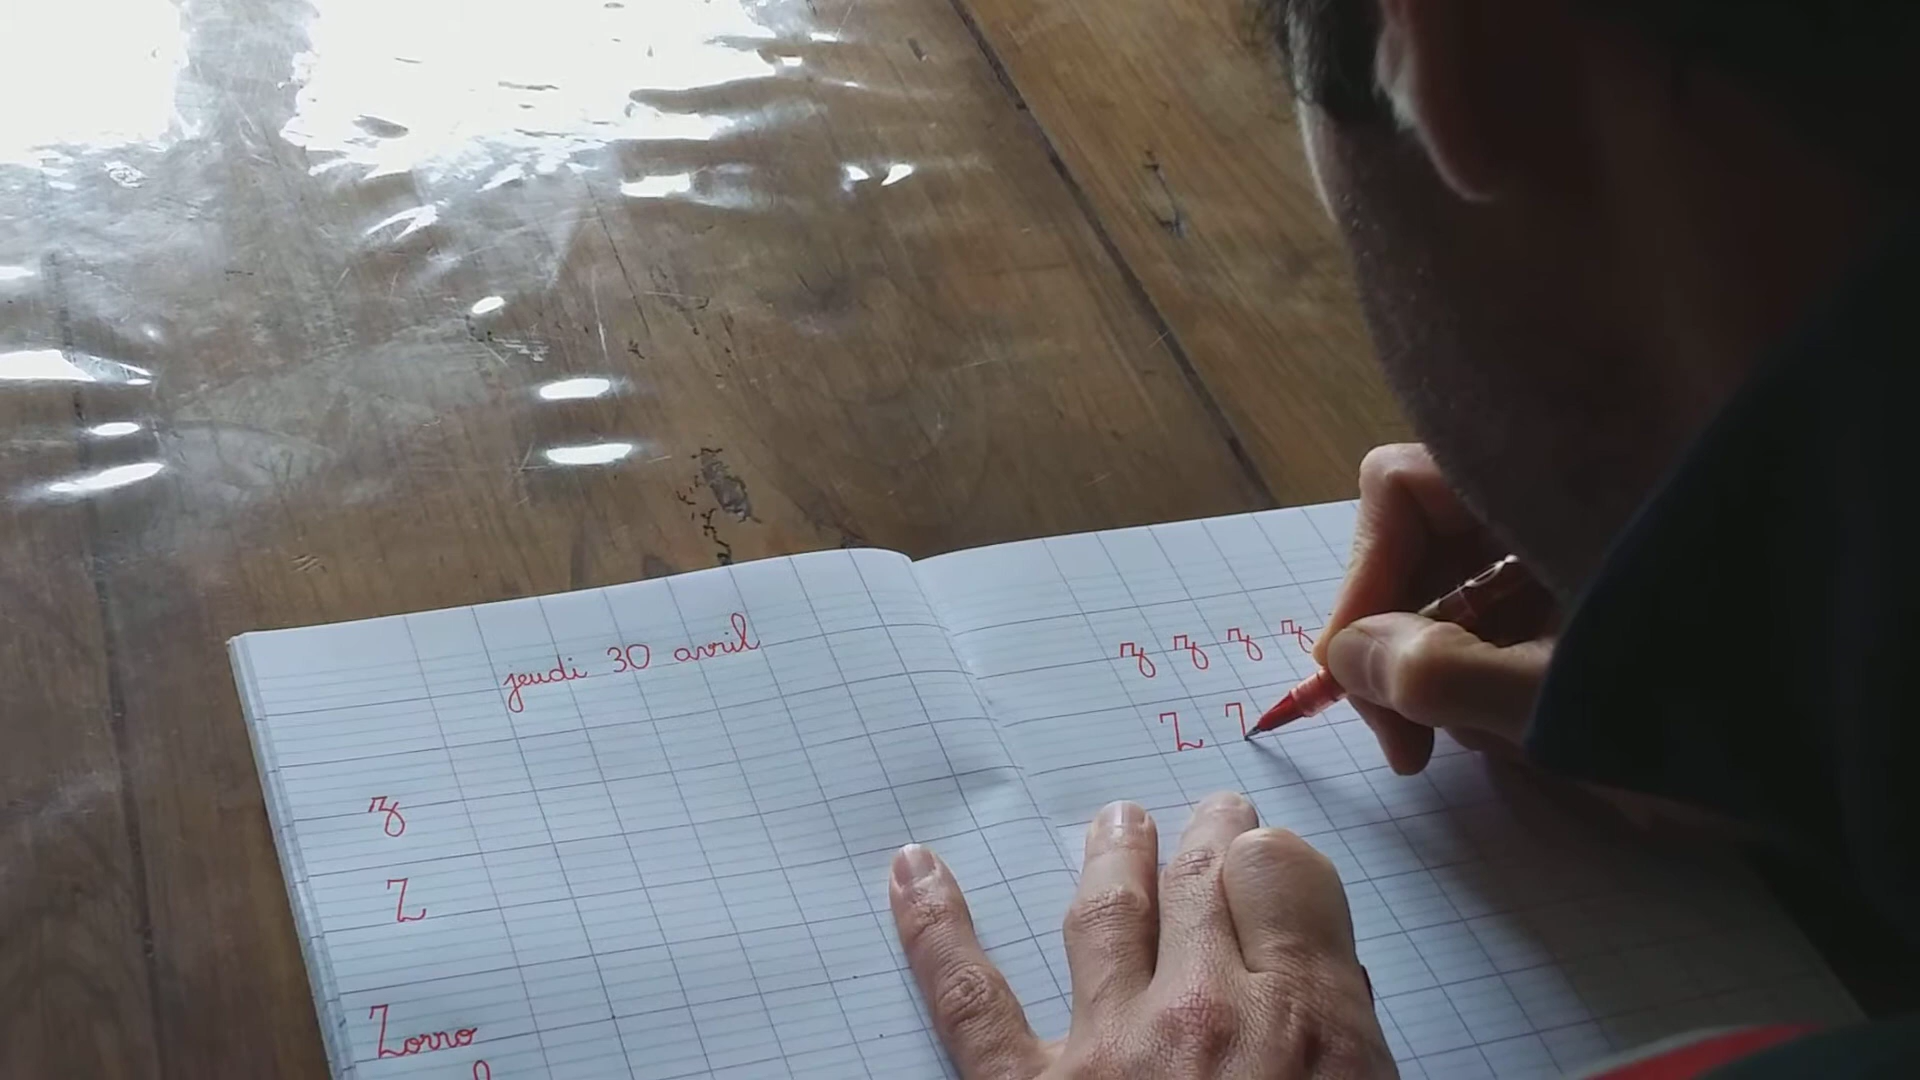 jeudi 30 avril
z
Z
Zorro
z z z z
Z Z